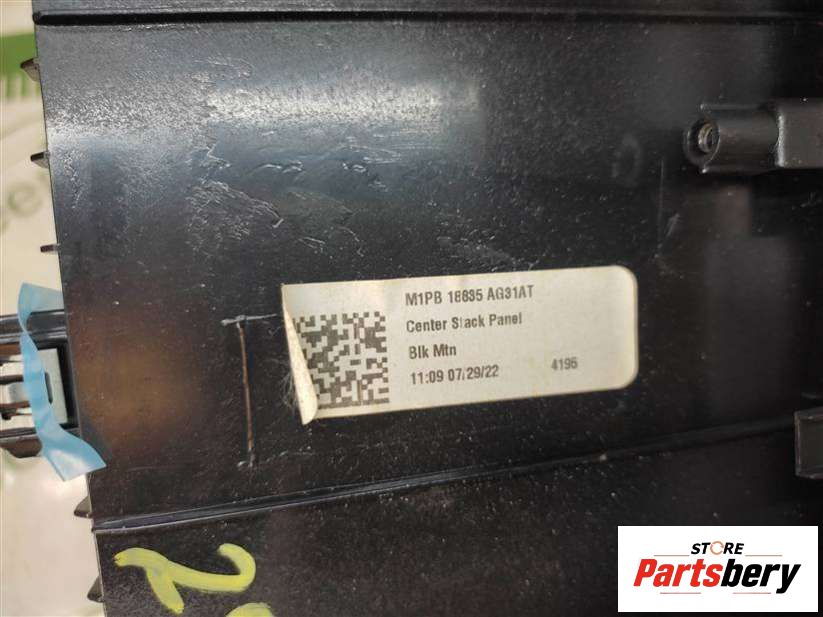 M1PB 18835 AG31AT
Center Stack Panel
Blk Mtn
11:09 07/29/22 4196
STORE
Partsbery